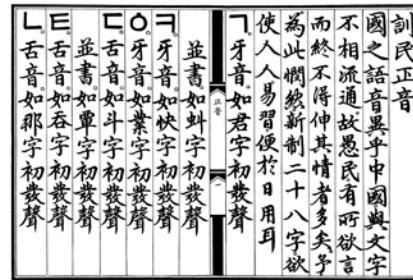 訓民正音
國之語音異乎中國與文字
不相流通故愚民有所欲言
而終不得伸其情者多矣予
為此憫然新制二十八字欲
使人人易習便於日用耳
ㄱ牙音如君字初發聲
並書如虯字初發聲
ㅋ牙音如快字初發聲
ㆁ牙音如業字初發聲
ㄷ舌音如斗字初發聲
並書如覃字初發聲
ㅌ舌音如呑字初發聲
ㄴ舌音如那字初發聲
正音
一